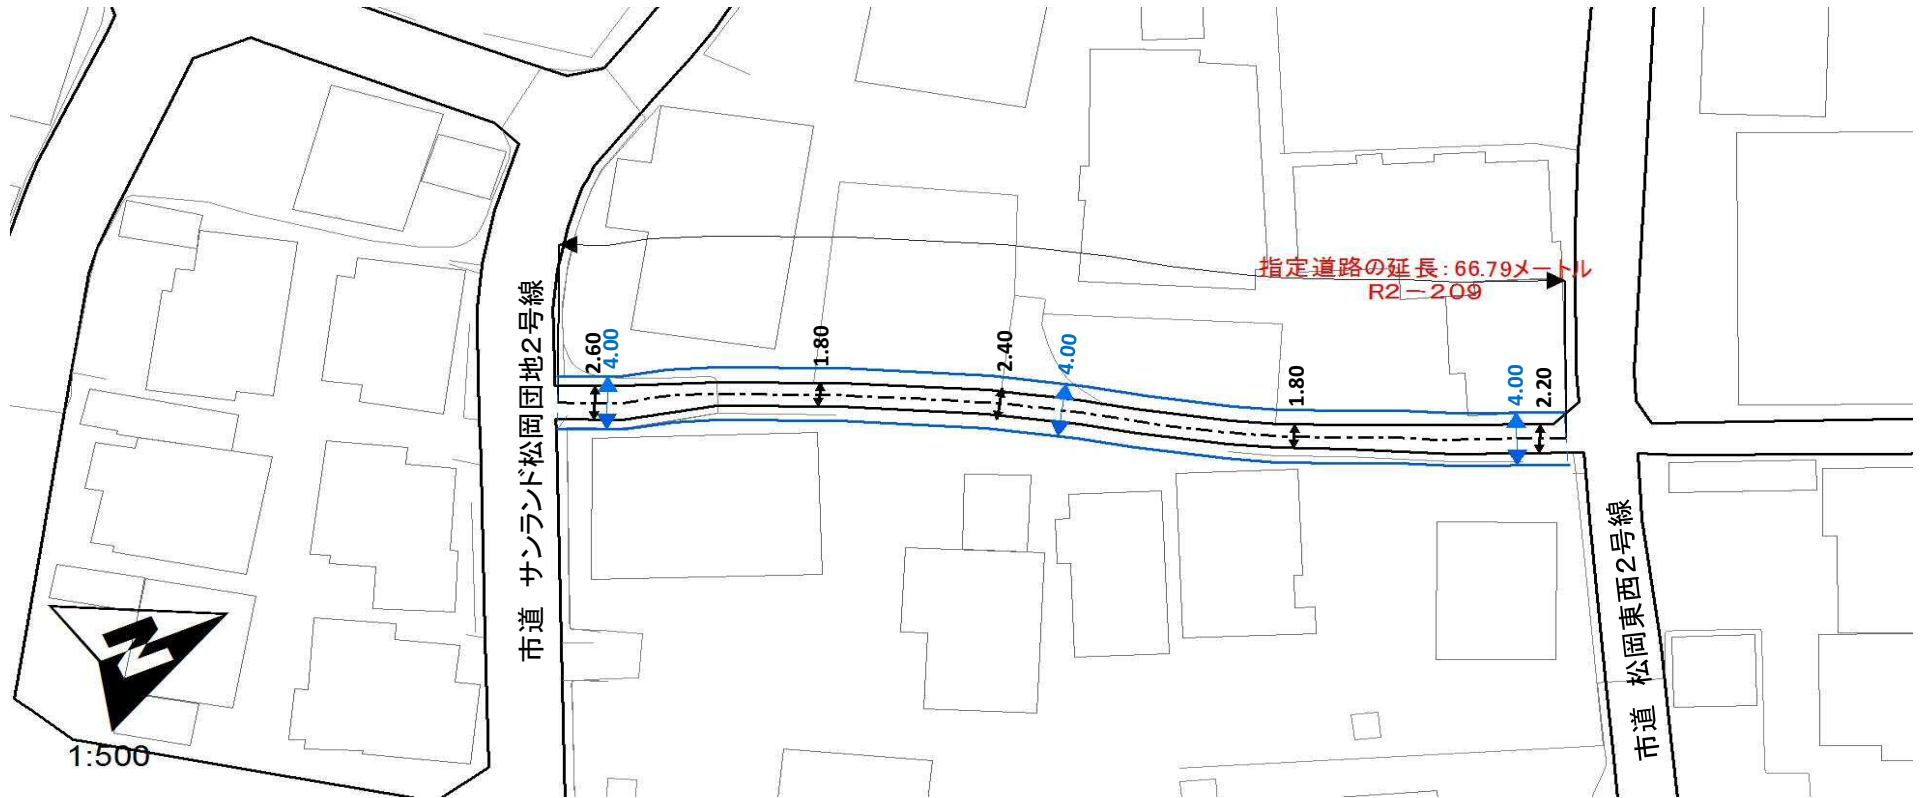 指定道路の延長:66.79メートル
R2-209
2.60
4.00
1.80
2.40
4.00
1.80
4.00
2.20
市道 サンランド松岡団地2号線
市道 松岡東西2号線
N
1:500